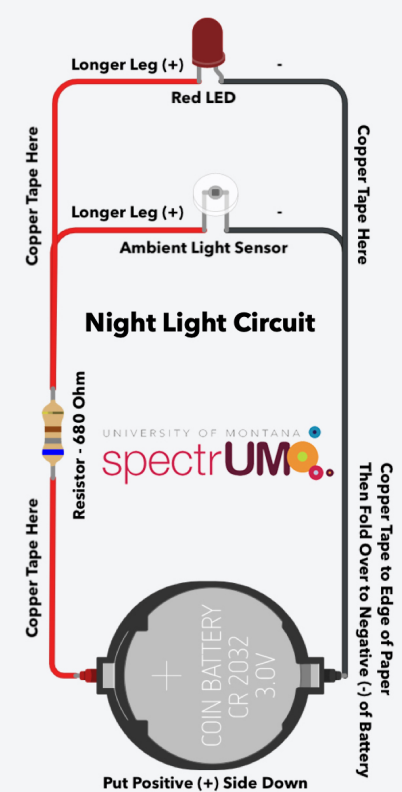 Longer Leg (+)
-
Red LED
Copper Tape Here
Copper Tape Here
Longer Leg (+)
-
Ambient Light Sensor
Night Light Circuit
Resistor - 680 Ohm
UNIVERSITY OF MONTANA
spectrUM
Copper Tape Here
Copper Tape to Edge of Paper
Then Fold Over to Negative (-) of Battery
+
COIN BATTERY
CR 2032
3.0V
Put Positive (+) Side Down